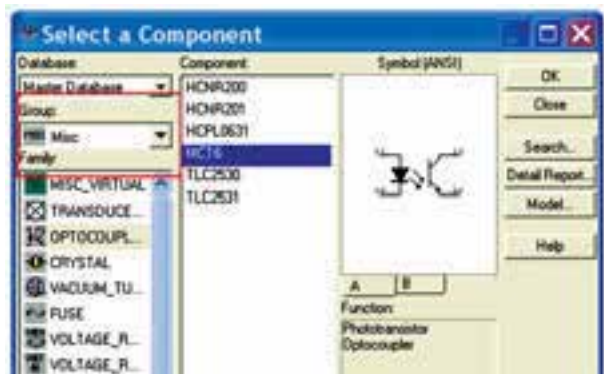 Select a Component
Database:
Master Database
Group:
Misc
Family:
MISC_VIRTUAL
TRANSDUCE...
OPTOCOUPL...
CRYSTAL
VACUUM_TU...
FUSE
VOLTAGE_R...
VOLTAGE_R...
Component:
HCNR200
HCNR201
HCPL0631
MCT6
TLC2530
TLC2531
Symbol (ANSI)
A
B
Function:
Phototransistor
Optocoupler
OK
Close
Search...
Detail Report...
Model...
Help